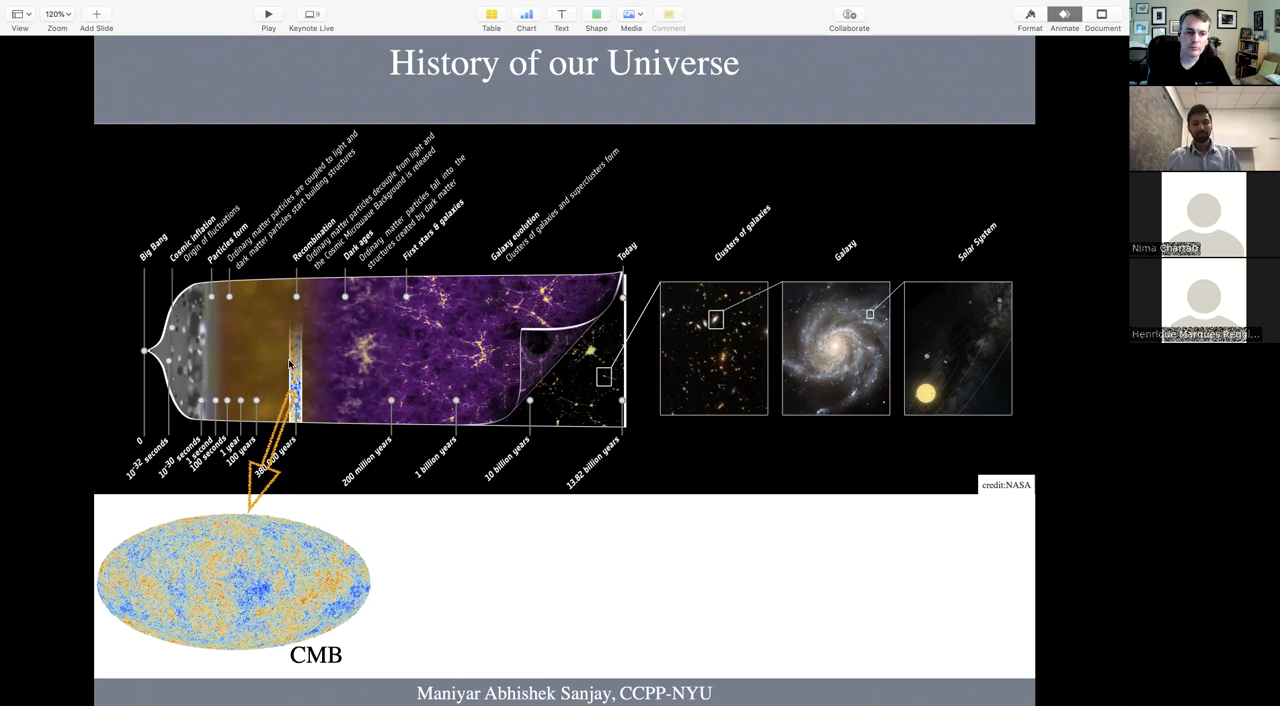 View
120%
Zoom
Add Slide
Play
Keynote Live
Table
Chart
Text
Shape
Media
Comment
Collaborate
Format
Animate
Document
History of our Universe
Big Bang
Cosmic inflation
Origin of fluctuations
Particles form
Ordinary matter particles are coupled to light and
dark matter particles start building structures
Recombination
Ordinary matter particles decouple from light and
the Cosmic Microwave Background is released
Dark ages
Ordinary matter particles fall into the
structures created by dark matter
First stars & galaxies
Galaxy evolution
Clusters of galaxies and superclusters form
Today
Clusters of galaxies
Galaxy
Solar System
0
10-32 seconds
10-30 seconds
1 second
100 seconds
1 year
100 years
380,000 years
200 million years
1 billion years
10 billion years
13.82 billion years
credit:NASA
CMB
Maniyar Abhishek Sanjay, CCPP-NYU
Nima Chartab
Henrique Marques